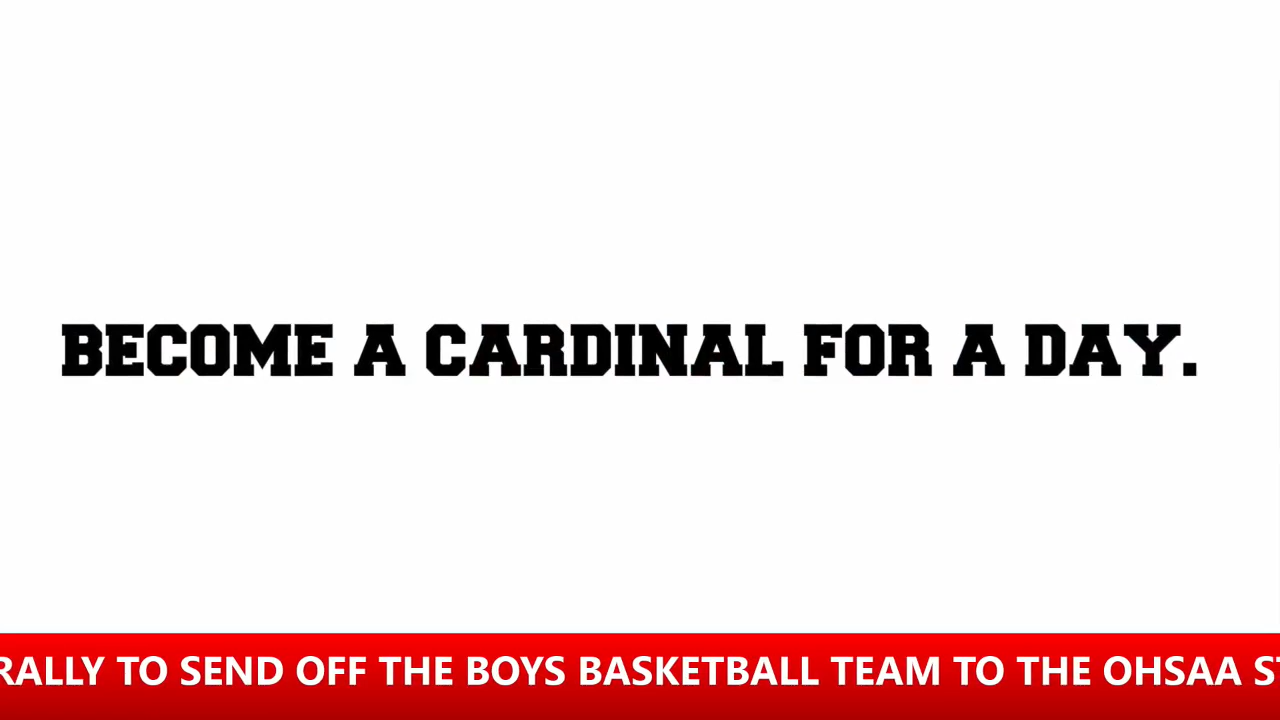 BECOME A CARDINAL FOR A DAY.
RALLY TO SEND OFF THE BOYS BASKETBALL TEAM TO THE OHSAA